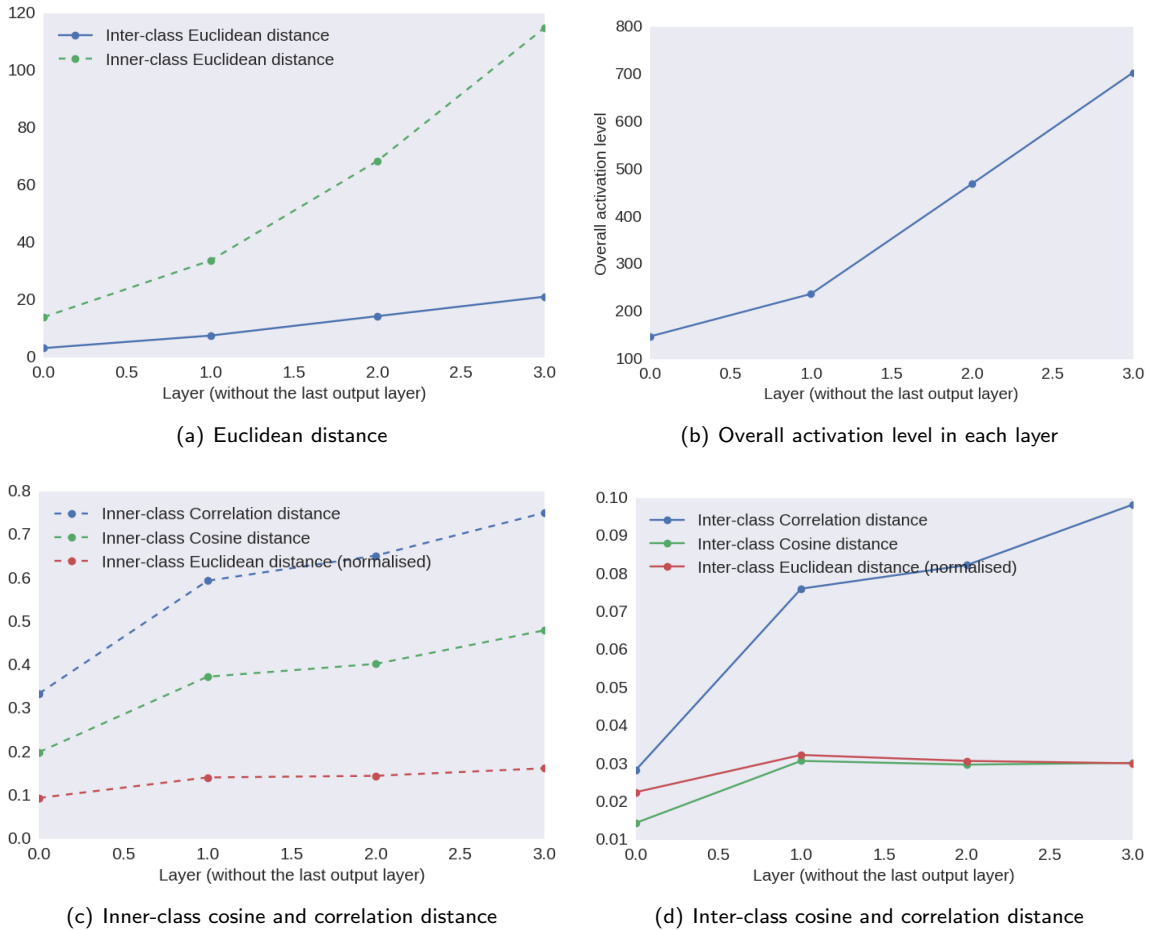 120
100
80
60
40
20
0
Inter-class Euclidean distance
Inner-class Euclidean distance
0.0 0.5 1.0 1.5 2.0 2.5 3.0
Layer (without the last output layer)
(a) Euclidean distance
800
700
600
500
400
300
200
100
Overall activation level
0.0 0.5 1.0 1.5 2.0 2.5 3.0
Layer (without the last output layer)
(b) Overall activation level in each layer
0.8
0.7
0.6
0.5
0.4
0.3
0.2
0.1
0.0
Inner-class Correlation distance
Inner-class Cosine distance
Inner-class Euclidean distance (normalised)
0.0 0.5 1.0 1.5 2.0 2.5 3.0
Layer (without the last output layer)
(c) Inner-class cosine and correlation distance
0.10
0.09
0.08
0.07
0.06
0.05
0.04
0.03
0.02
0.01
Inter-class Correlation distance
Inter-class Cosine distance
Inter-class Euclidean distance (normalised)
0.0 0.5 1.0 1.5 2.0 2.5 3.0
Layer (without the last output layer)
(d) Inter-class cosine and correlation distance